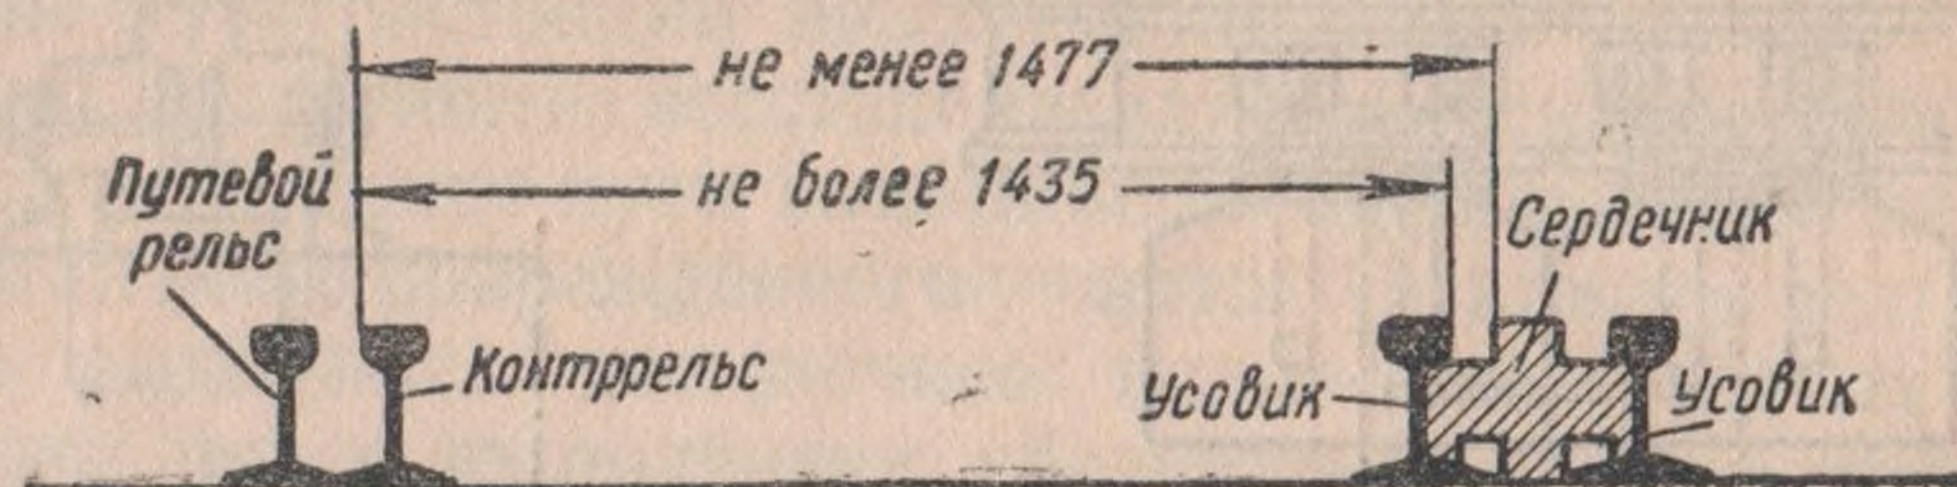 не менее 1477
не более 1435
Путевой
рельс
Сердечник
Контррельс
Усовик
Усовик